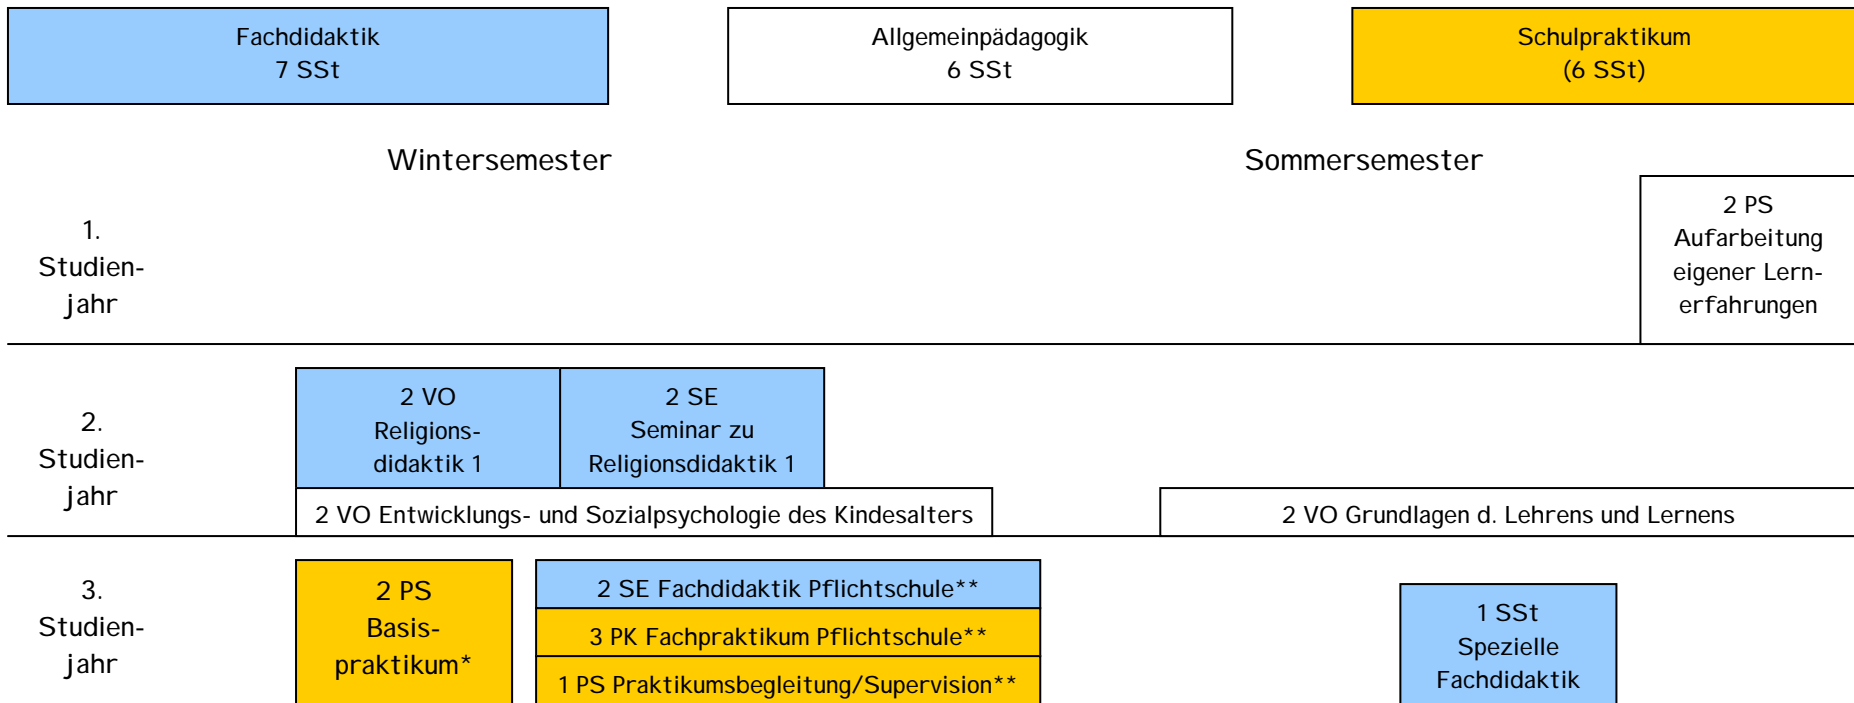 Fachdidaktik
7 SSt
Allgemeinpädagogik
6 SSt
Schulpraktikum
(6 SSt)
Wintersemester
Sommersemester
1.
Studien-
jahr
2 PS
Aufarbeitung
eigener Lern-
erfahrungen
2.
Studien-
jahr
2 VO
Religions-
didaktik 1
2 SE
Seminar zu
Religionsdidaktik 1
2 VO Entwicklungs- und Sozialpsychologie des Kindesalters
2 VO Grundlagen d. Lehrens und Lernens
3.
Studien-
jahr
2 PS
Basis-
praktikum*
2 SE Fachdidaktik Pflichtschule**
3 PK Fachpraktikum Pflichtschule**
1 PS Praktikumsbegleitung/Supervision**
1 SSt
Spezielle
Fachdidaktik